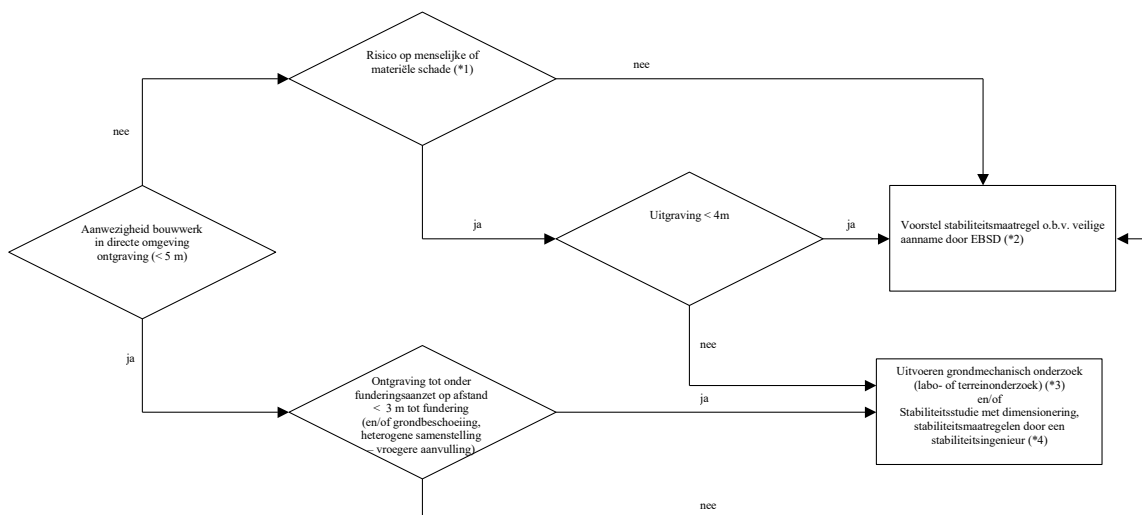 Risico op menselijke of
materiële schade (*1)
nee
nee
Aanwezigheid bouwwerk
in directe omgeving
ontgraving (< 5 m)
ja
Uitgraving < 4m
ja
Voorstel stabiliteitsmaatregel o.b.v. veilige
aanname door EBSD (*2)
nee
ja
Ontgraving tot onder
funderingsaanzet op afstand
< 3 m tot fundering
(en/of grondbeschoeiing,
heterogene samenstelling
– vroegere aanvulling)
ja
Uitvoeren grondmechanisch onderzoek
(labo- of terreinonderzoek) (*3)
en/of
Stabiliteitsstudie met dimensionering,
stabiliteitsmaatregelen door een
stabiliteitsingenieur (*4)
nee